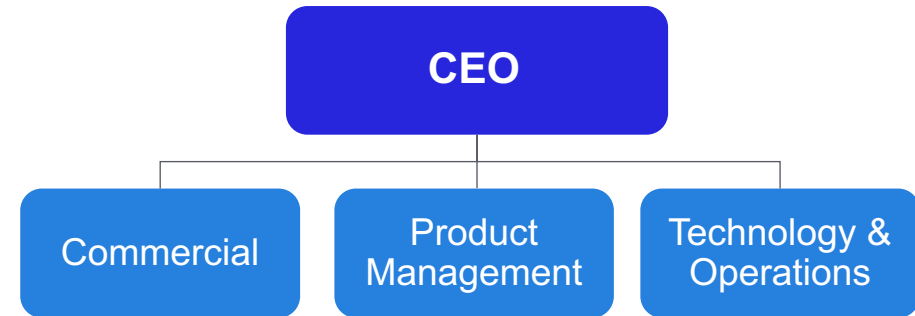 CEO
Commercial
Product
Management
Technology &
Operations